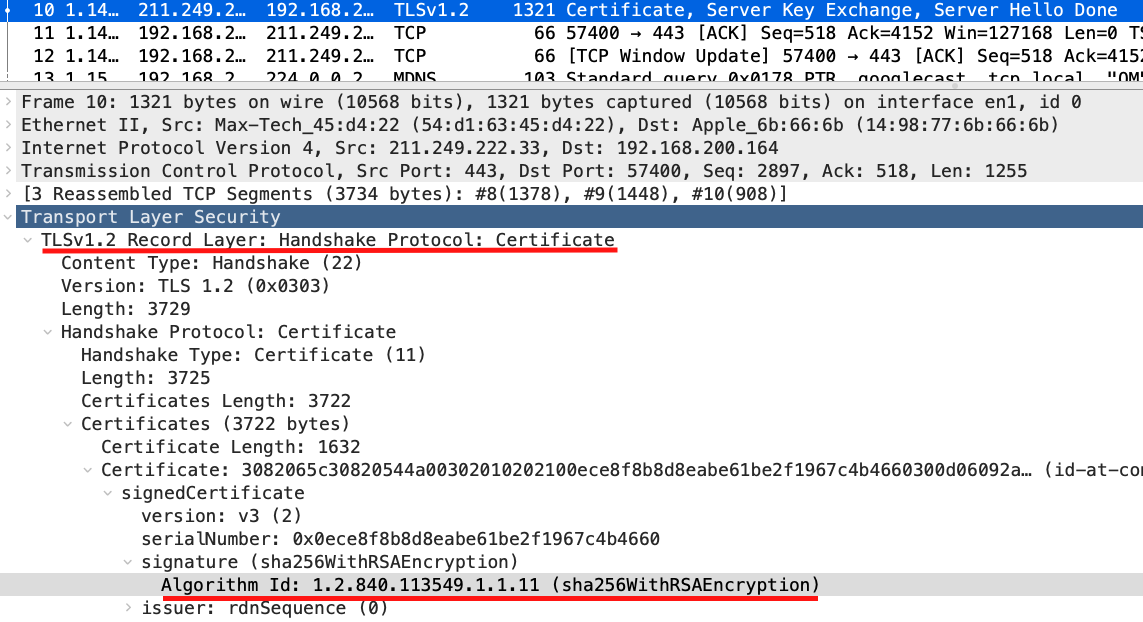 10 1.14… 211.249.2… 192.168.2… TLSv1.2 1321 Certificate, Server Key Exchange, Server Hello Done
11 1.14… 192.168.2… 211.249.2… TCP 66 57400 → 443 [ACK] Seq=518 Ack=4152 Win=127168 Len=0 TS
12 1.14… 192.168.2… 211.249.2… TCP 66 [TCP Window Update] 57400 → 443 [ACK] Seq=518 Ack=4152
13 1.15 192.168.2 224.0.0.2 MDNS 103 Standard query 0x0178 PTR _googlecast._tcp.local, "QM"
Frame 10: 1321 bytes on wire (10568 bits), 1321 bytes captured (10568 bits) on interface en1, id 0
Ethernet II, Src: Max-Tech_45:d4:22 (54:d1:63:45:d4:22), Dst: Apple_6b:66:6b (14:98:77:6b:66:6b)
Internet Protocol Version 4, Src: 211.249.222.33, Dst: 192.168.200.164
Transmission Control Protocol, Src Port: 443, Dst Port: 57400, Seq: 2897, Ack: 518, Len: 1255
[3 Reassembled TCP Segments (3734 bytes): #8(1378), #9(1448), #10(908)]
Transport Layer Security
TLSv1.2 Record Layer: Handshake Protocol: Certificate
Content Type: Handshake (22)
Version: TLS 1.2 (0x0303)
Length: 3729
Handshake Protocol: Certificate
Handshake Type: Certificate (11)
Length: 3725
Certificates Length: 3722
Certificates (3722 bytes)
Certificate Length: 1632
Certificate: 3082065c30820544a00302010202100ece8f8b8d8eabe61be2f1967c4b4660300d06092a… (id-at-com
signedCertificate
version: v3 (2)
serialNumber: 0x0ece8f8b8d8eabe61be2f1967c4b4660
signature (sha256WithRSAEncryption)
Algorithm Id: 1.2.840.113549.1.1.11 (sha256WithRSAEncryption)
issuer: rdnSequence (0)